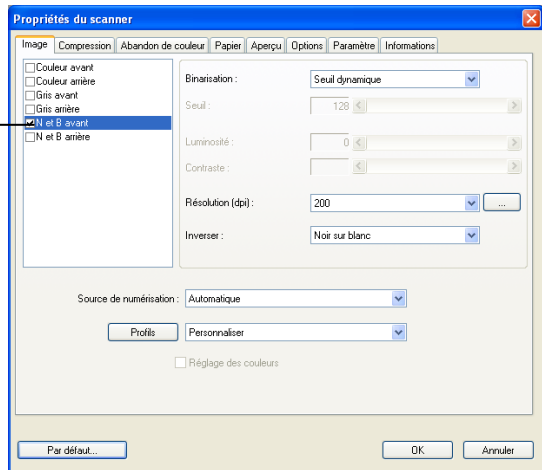 Propriétés du scanner
Image Compression Abandon de couleur Papier Aperçu Options Paramètre Informations
Couleur avant
Couleur arrière
Gris avant
Gris arrière
N et B avant
N et B arrière
Binarisation : Seuil dynamique
Seuil : 128
Luminosité : 0
Contraste :
Résolution (dpi) : 200 ...
Inverser : Noir sur blanc
Source de numérisation : Automatique
Profils Personnaliser
Réglage des couleurs
Par défaut... OK Annuler